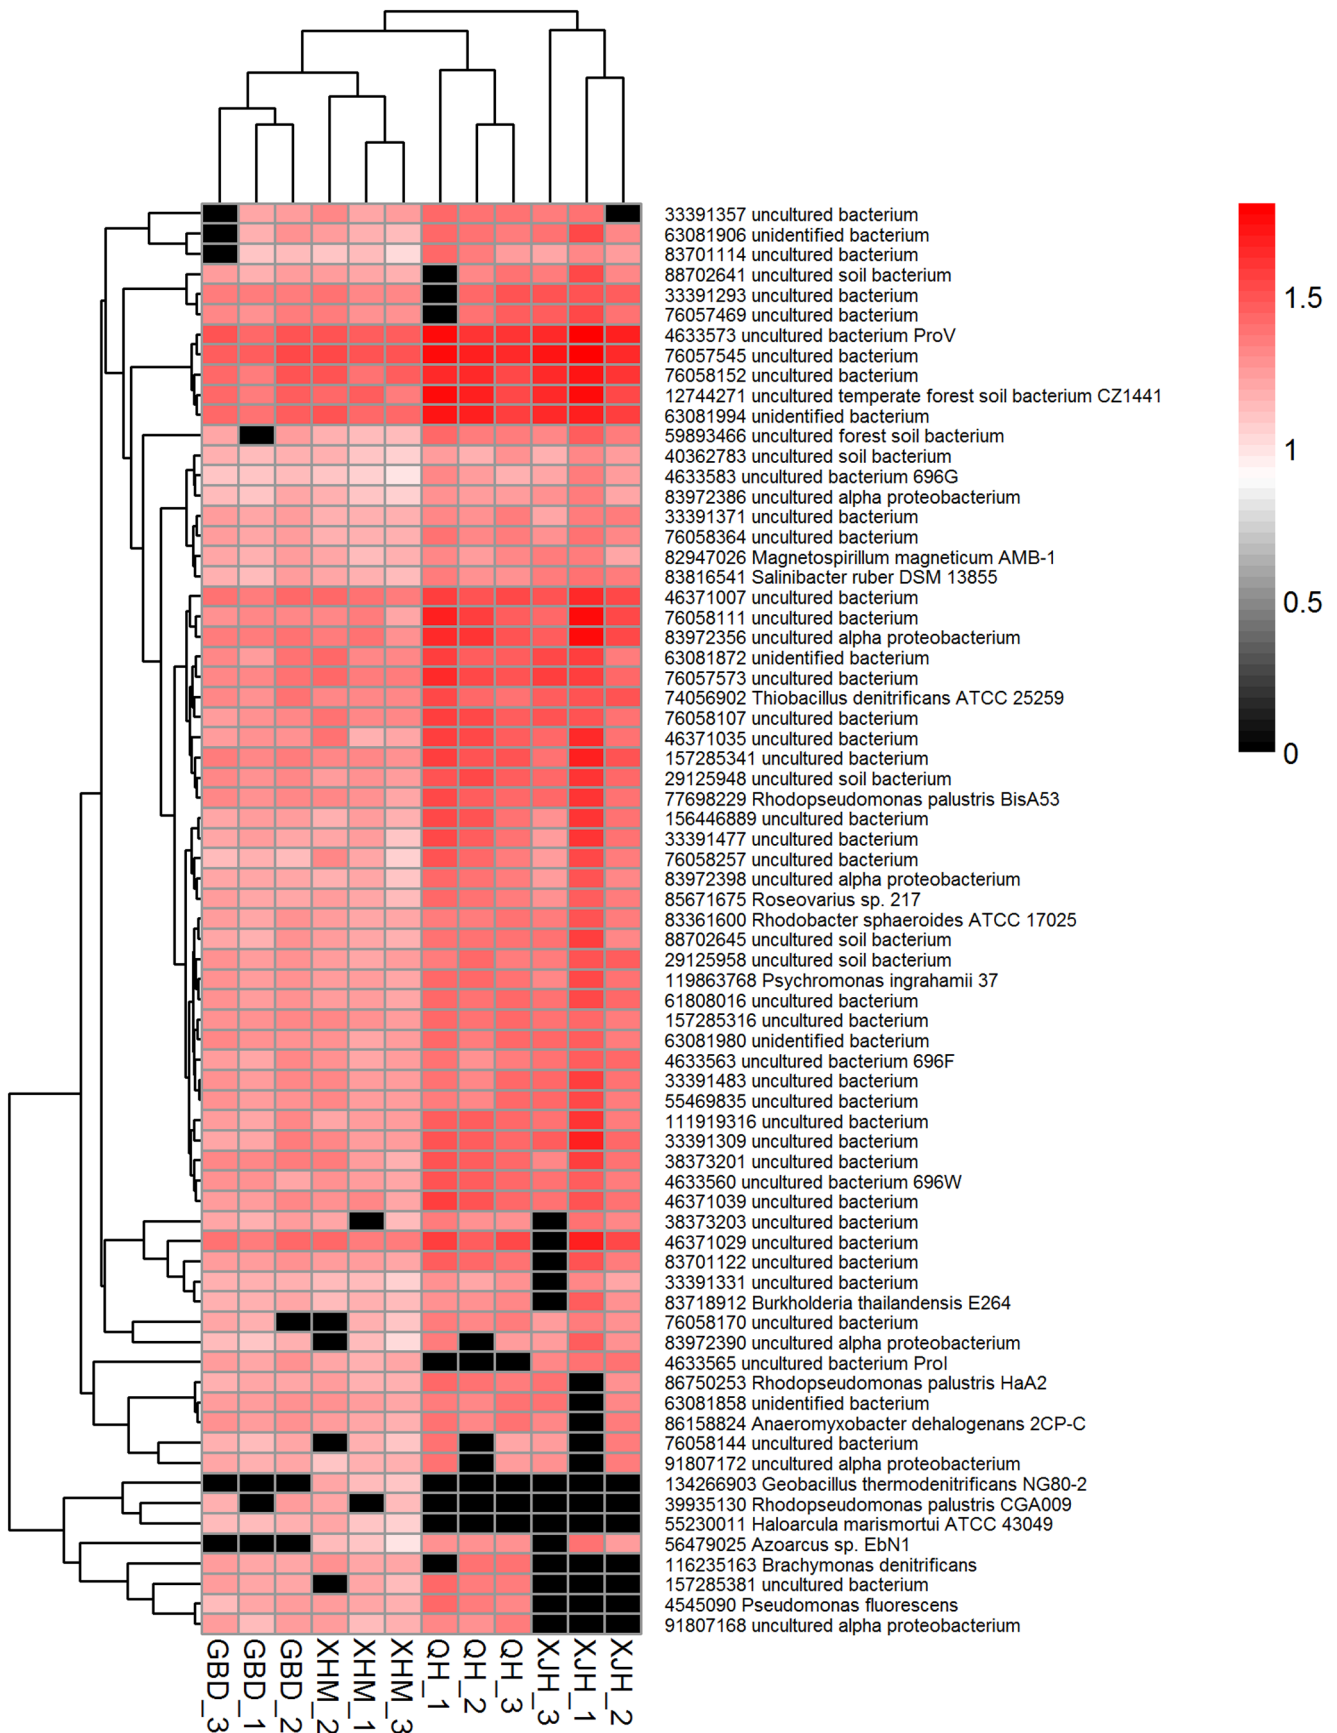 33391357 uncultured bacterium
63081906 unidentified bacterium
83701114 uncultured bacterium
88702641 uncultured soil bacterium
33391293 uncultured bacterium
76057469 uncultured bacterium
4633573 uncultured bacterium ProV
76057545 uncultured bacterium
76058152 uncultured bacterium
12744271 uncultured temperate forest soil bacterium CZ1441
63081994 unidentified bacterium
59893466 uncultured forest soil bacterium
40362783 uncultured soil bacterium
4633583 uncultured bacterium 696G
83972386 uncultured alpha proteobacterium
33391371 uncultured bacterium
76058364 uncultured bacterium
82947026 Magnetospirillum magneticum AMB-1
83816541 Salinibacter ruber DSM 13855
46371007 uncultured bacterium
76058111 uncultured bacterium
83972356 uncultured alpha proteobacterium
63081872 unidentified bacterium
76057573 uncultured bacterium
74056902 Thiobacillus denitrificans ATCC 25259
76058107 uncultured bacterium
46371035 uncultured bacterium
157285341 uncultured bacterium
29125948 uncultured soil bacterium
77698229 Rhodopseudomonas palustris BisA53
156446889 uncultured bacterium
33391477 uncultured bacterium
76058257 uncultured bacterium
83972398 uncultured alpha proteobacterium
85671675 Roseovarius sp. 217
83361600 Rhodobacter sphaeroides ATCC 17025
88702645 uncultured soil bacterium
29125958 uncultured soil bacterium
119863768 Psychromonas ingrahamii 37
61808016 uncultured bacterium
157285316 uncultured bacterium
63081980 unidentified bacterium
4633563 uncultured bacterium 696F
33391483 uncultured bacterium
55469835 uncultured bacterium
111919316 uncultured bacterium
33391309 uncultured bacterium
38373201 uncultured bacterium
4633560 uncultured bacterium 696W
46371039 uncultured bacterium
38373203 uncultured bacterium
46371029 uncultured bacterium
83701122 uncultured bacterium
33391331 uncultured bacterium
83718912 Burkholderia thailandensis E264
76058170 uncultured bacterium
83972390 uncultured alpha proteobacterium
4633565 uncultured bacterium ProI
86750253 Rhodopseudomonas palustris HaA2
63081858 unidentified bacterium
86158824 Anaeromyxobacter dehalogenans 2CP-C
76058144 uncultured bacterium
91807172 uncultured alpha proteobacterium
134266903 Geobacillus thermodenitrificans NG80-2
39935130 Rhodopseudomonas palustris CGA009
55230011 Haloarcula marismortui ATCC 43049
56479025 Azoarcus sp. EbN1
116235163 Brachymonas denitrificans
157285381 uncultured bacterium
4545090 Pseudomonas fluorescens
91807168 uncultured alpha proteobacterium
GBD_3
GBD_1
GBD_2
XHM_2
XHM_1
XHM_3
QH_1
QH_2
QH_3
XJH_3
XJH_1
XJH_2
1.5
1
0.5
0